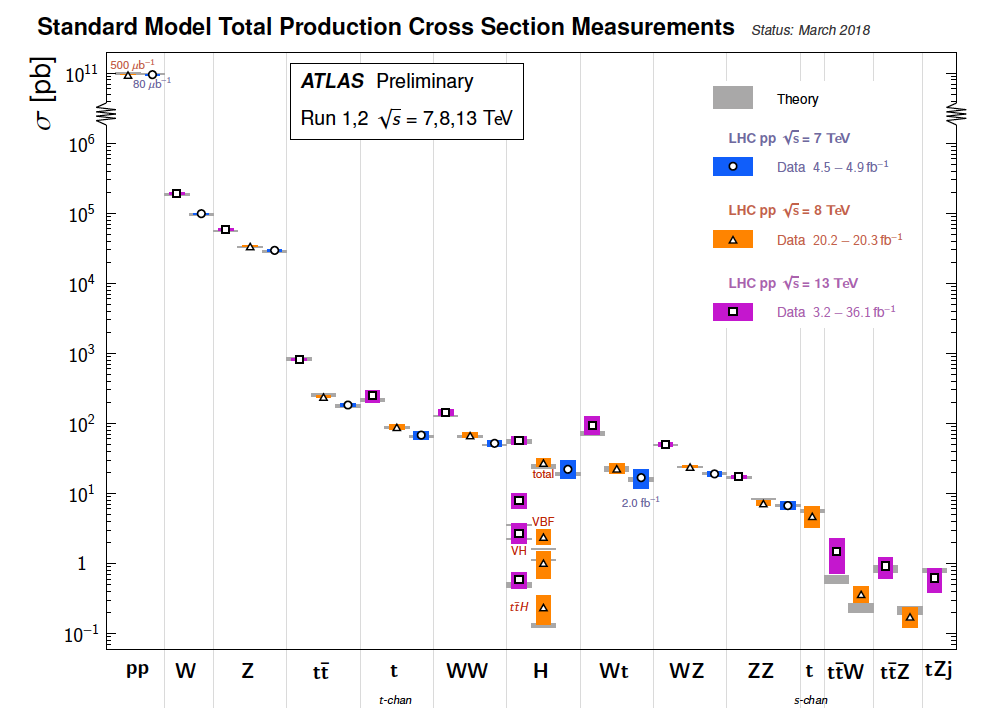 Standard Model Total Production Cross Section Measurements Status: March 2018
σ [pb]
10¹¹
10⁶
10⁵
10⁴
10³
10²
10¹
1
10⁻¹
500 μb⁻¹
80 μb⁻¹
ATLAS Preliminary
Run 1,2 √s = 7,8,13 TeV
Theory
LHC pp √s = 7 TeV
Data 4.5 − 4.9 fb⁻¹
LHC pp √s = 8 TeV
Data 20.2 − 20.3 fb⁻¹
LHC pp √s = 13 TeV
Data 3.2 − 36.1 fb⁻¹
total
2.0 fb⁻¹
VBF
VH
tt̄H
pp W Z tt̄ t WW H Wt WZ ZZ t tt̄W tt̄Z tZj
t-chan s-chan